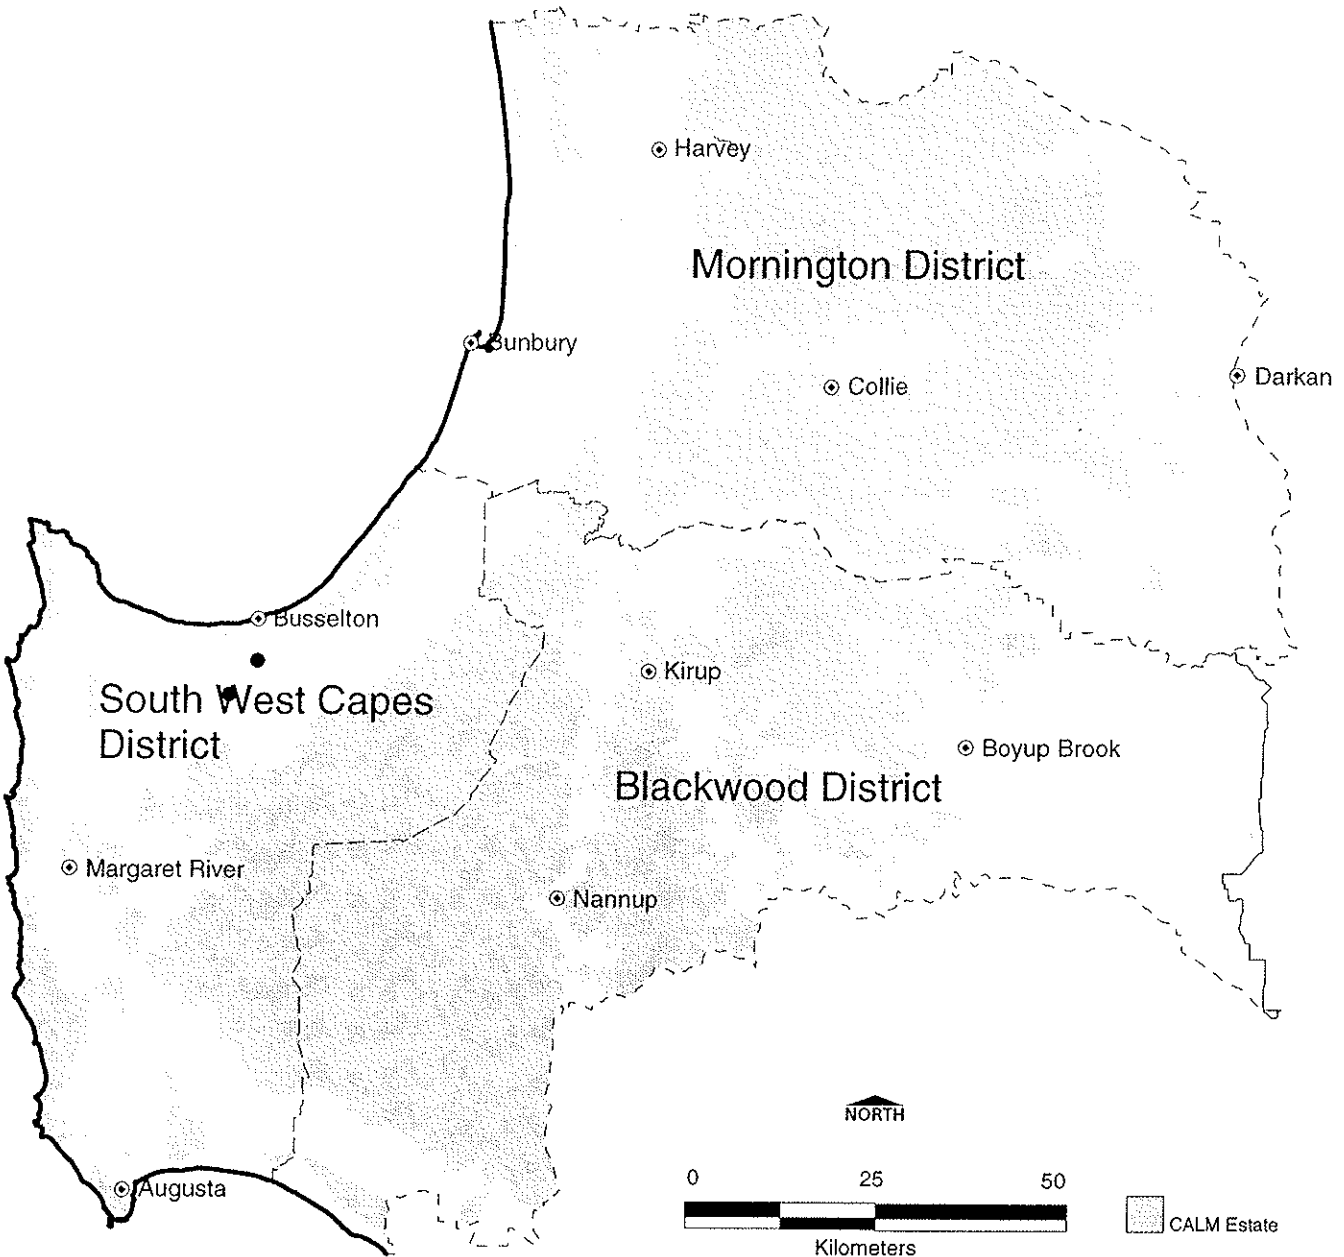 Harvey
Mornington District
Bunbury
Collie
Darkan
Busselton
South West Capes
District
Kirup
Boyup Brook
Blackwood District
Margaret River
Nannup
NORTH
0 25 50
Augusta
CALM Estate
Kilometers